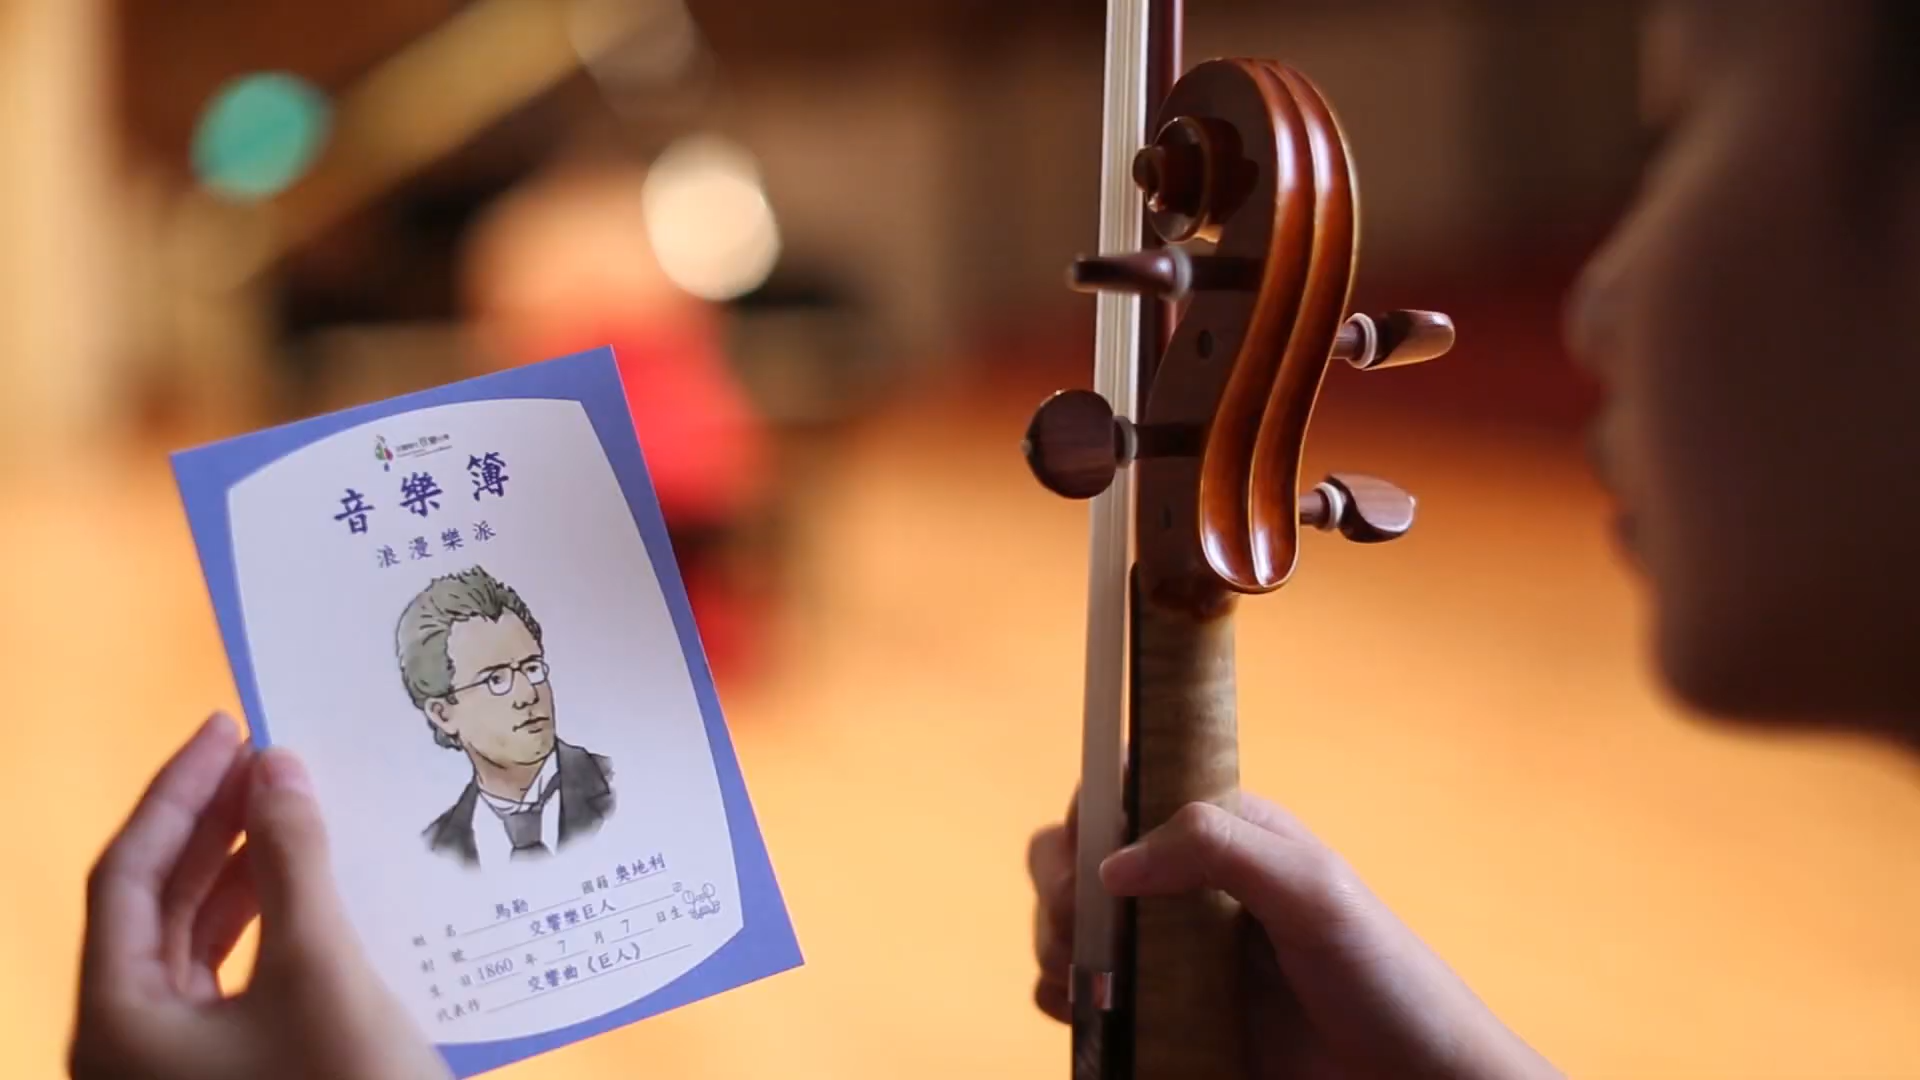 音樂簿
浪漫樂派
姓名 馬勒 國籍 奧地利
封號 交響樂巨人
生日 1860 年 7 月 7 日生
代表作 交響曲《巨人》